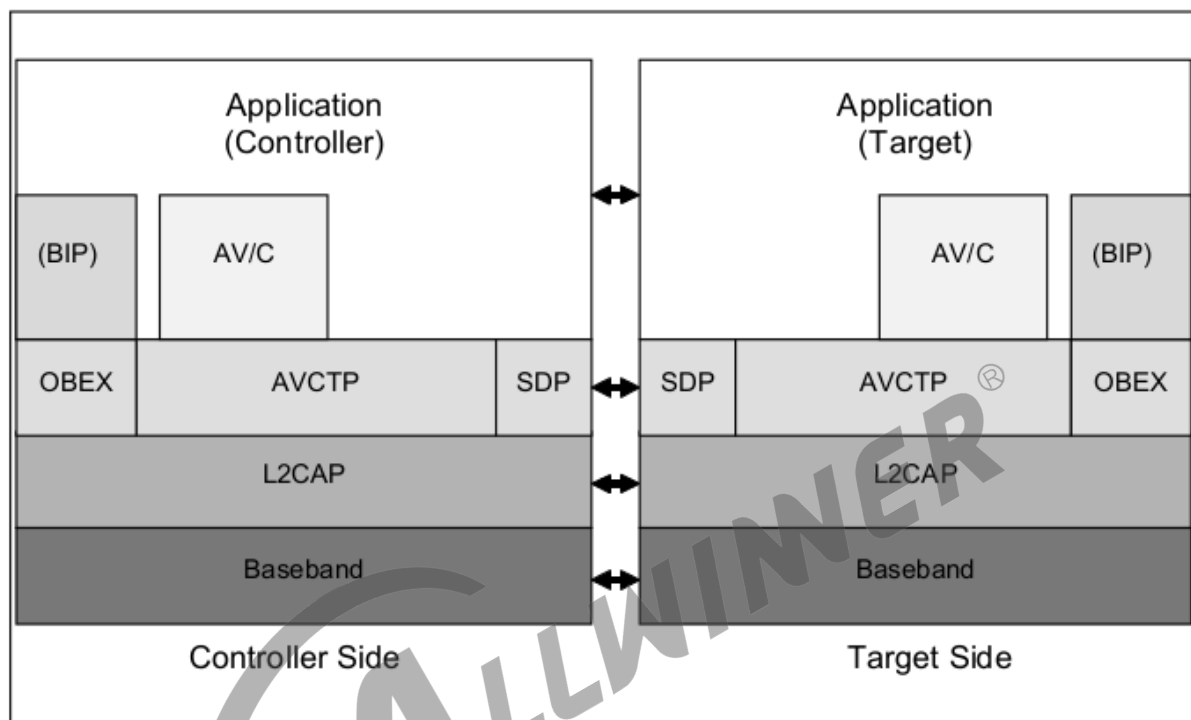 Application
(Controller)
Application
(Target)
(BIP)
AV/C
AV/C
(BIP)
OBEX
AVCTP
SDP
SDP
AVCTP
OBEX
L2CAP
L2CAP
Baseband
Baseband
Controller Side
Target Side
ALLWINNER®